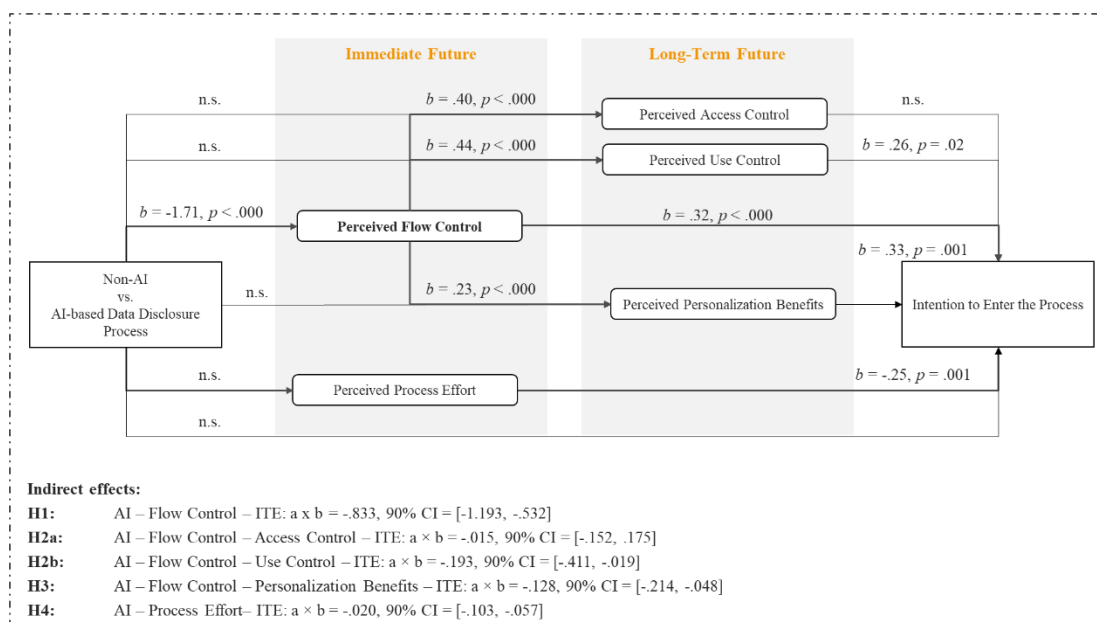 Immediate Future
Long-Term Future
n.s.
b = .40, p < .000
Perceived Access Control
n.s.
n.s.
b = .44, p < .000
Perceived Use Control
b = .26, p = .02
b = -1.71, p < .000
Perceived Flow Control
b = .32, p < .000
b = .33, p = .001
Non-AI
vs.
AI-based Data Disclosure
Process
n.s.
b = .23, p < .000
Perceived Personalization Benefits
Intention to Enter the Process
n.s.
Perceived Process Effort
b = -.25, p = .001
n.s.
Indirect effects:
H1: AI – Flow Control – ITE: a x b = -.833, 90% CI = [-1.193, -.532]
H2a: AI – Flow Control – Access Control – ITE: a × b = -.015, 90% CI = [-.152, .175]
H2b: AI – Flow Control – Use Control – ITE: a × b = -.193, 90% CI = [-.411, -.019]
H3: AI – Flow Control – Personalization Benefits – ITE: a × b = -.128, 90% CI = [-.214, -.048]
H4: AI – Process Effort– ITE: a × b = -.020, 90% CI = [-.103, -.057]